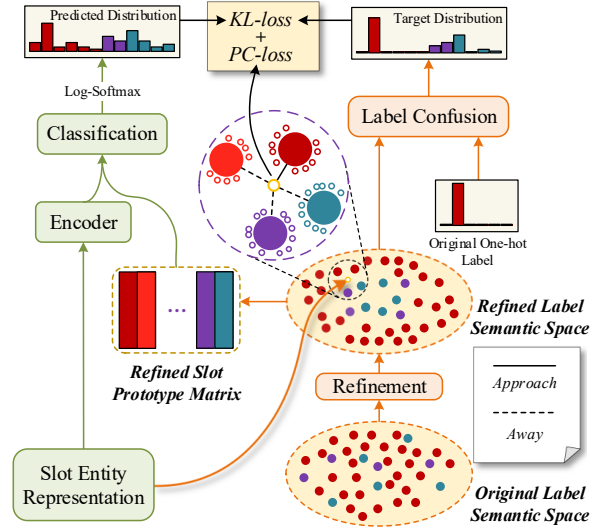 Predicted Distribution
KL-loss
+
PC-loss
Target Distribution
Log-Softmax
Classification
Label Confusion
Encoder
Original One-hot
Label
...
Refined Slot
Prototype Matrix
Refined Label
Semantic Space
Refinement
Approach
Away
Slot Entity
Representation
Original Label
Semantic Space